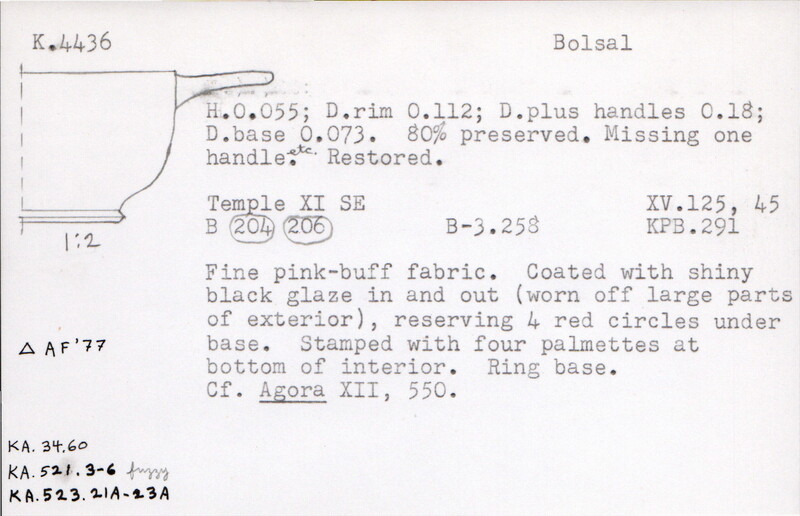 K.4436
Bolsal
H.0.055; D.rim 0.112; D.plus handles 0.18;
D.base 0.073. 80% preserved. Missing one
handle. etc. Restored.
Temple XI SE XV.125, 45
B 204 206 B-3.258 KPB.291
1:2
Fine pink-buff fabric. Coated with shiny
black glaze in and out (worn off large parts
of exterior), reserving 4 red circles under
base. Stamped with four palmettes at
bottom of interior. Ring base.
Cf. Agora XII, 550.
△ AF'77
KA. 34.60
KA. 521.3-6 fuzzy
KA.523.21A-23A